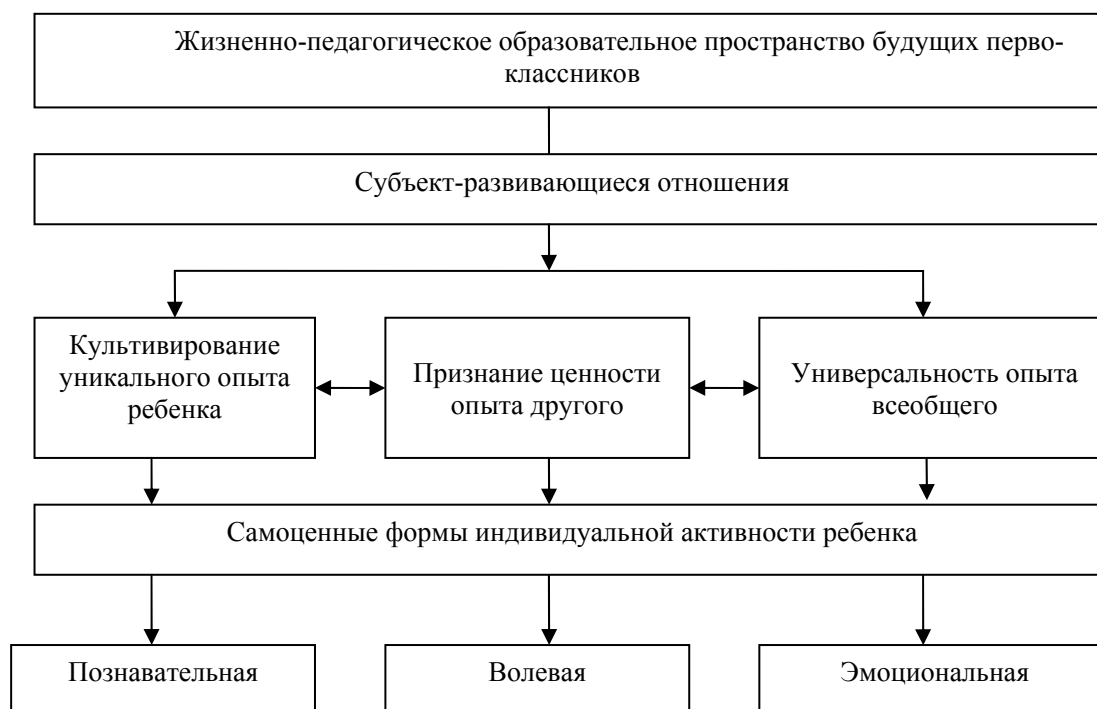 Жизненно-педагогическое образовательное пространство будущих перво-
классников
Субъект-развивающиеся отношения
Культивирование
уникального опыта
ребенка
Признание ценности
опыта другого
Универсальность опыта
всеобщего
Самоценные формы индивидуальной активности ребенка
Познавательная
Волевая
Эмоциональная